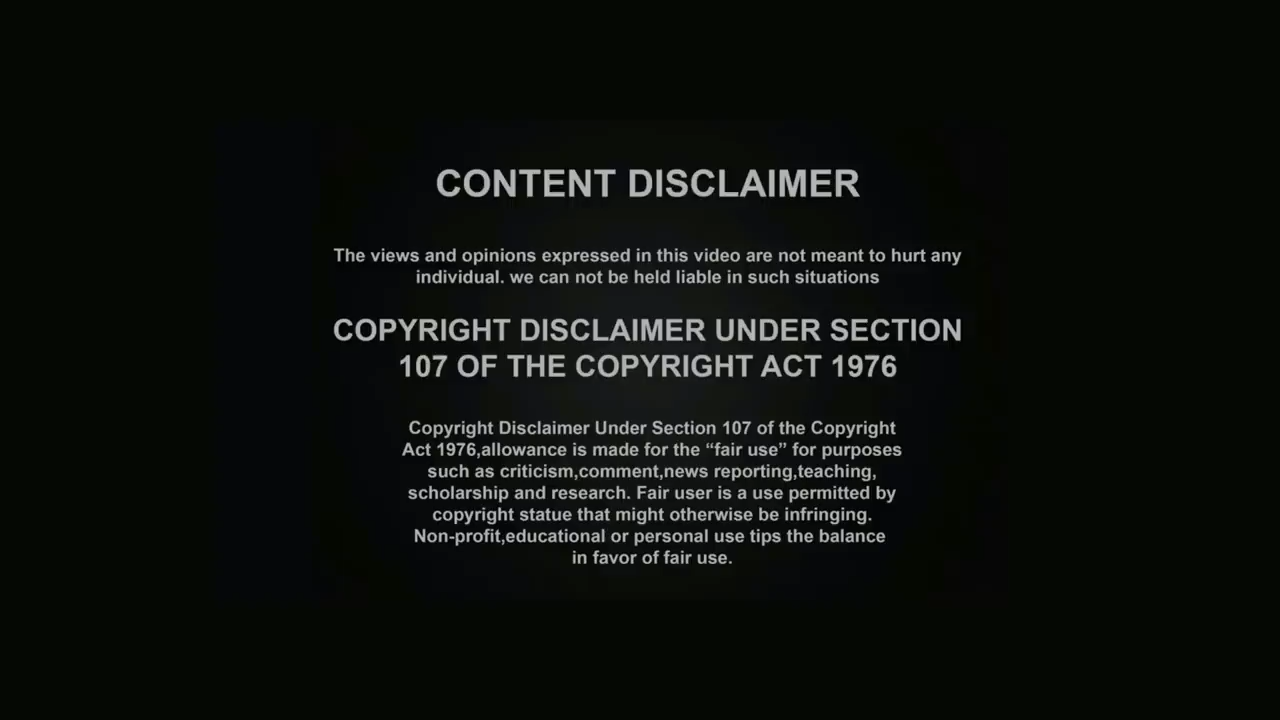 CONTENT DISCLAIMER
The views and opinions expressed in this video are not meant to hurt any
individual. we can not be held liable in such situations
COPYRIGHT DISCLAIMER UNDER SECTION
107 OF THE COPYRIGHT ACT 1976
Copyright Disclaimer Under Section 107 of the Copyright
Act 1976,allowance is made for the “fair use” for purposes
such as criticism,comment,news reporting,teaching,
scholarship and research. Fair user is a use permitted by
copyright statue that might otherwise be infringing.
Non-profit,educational or personal use tips the balance
in favor of fair use.